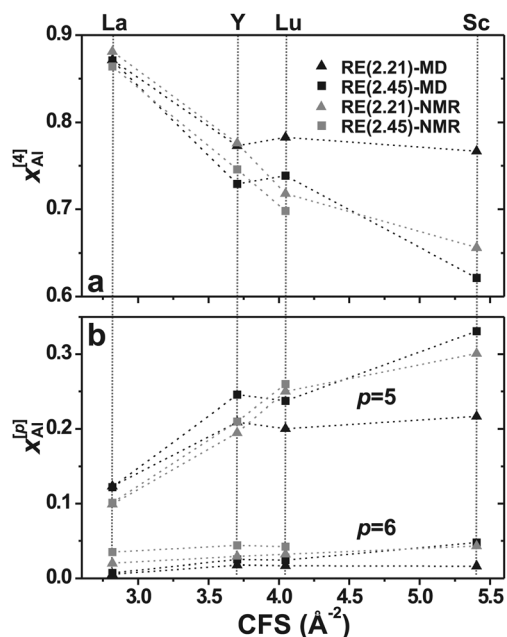 La Y Lu Sc
0.9
RE(2.21)-MD
RE(2.45)-MD
RE(2.21)-NMR
RE(2.45)-NMR
0.8
x_Al^[4]
0.7
0.6
a
b
0.3
p=5
x_Al^[p]
0.2
0.1
p=6
0.0
3.0 3.5 4.0 4.5 5.0 5.5
CFS (Å⁻²)